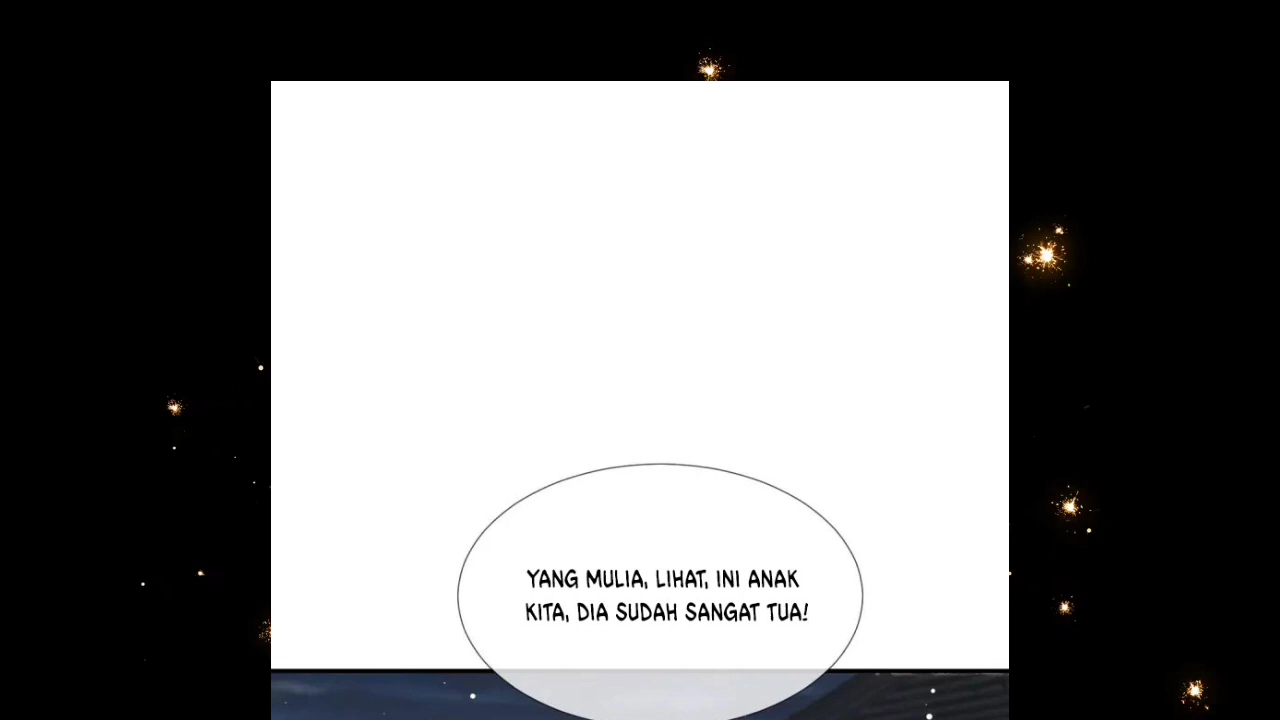 YANG MULIA, LIHAT, INI ANAK
KITA, DIA SUDAH SANGAT TUA!